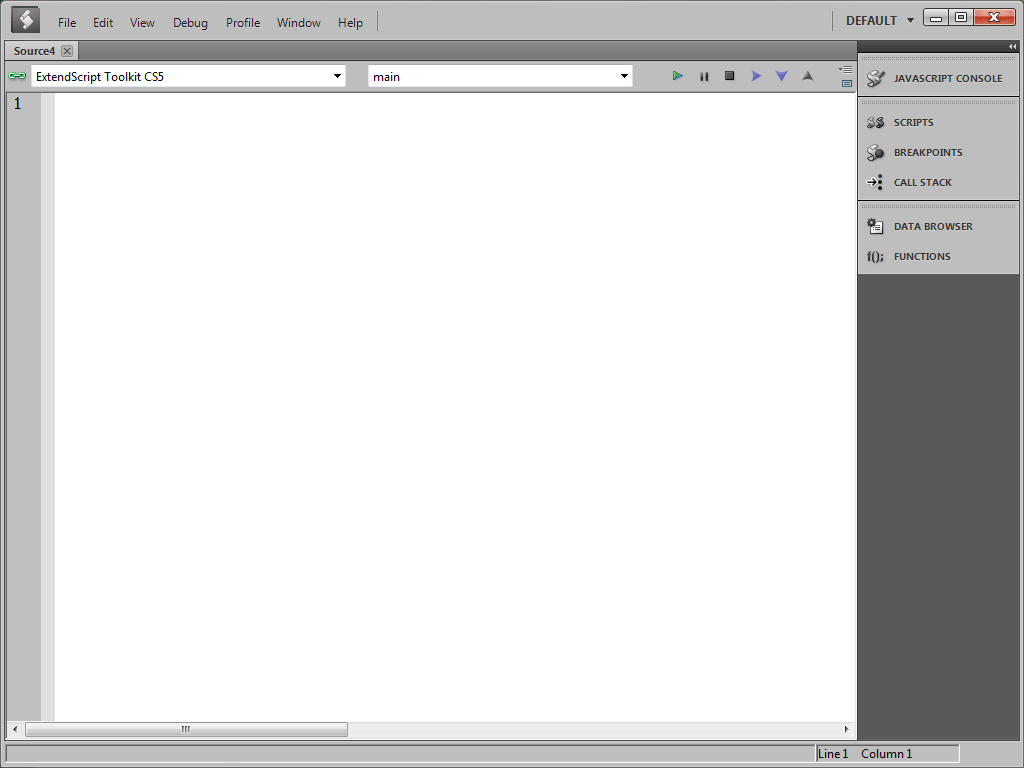 File Edit View Debug Profile Window Help DEFAULT
Source4
ExtendScript Toolkit CS5 main
1
JAVASCRIPT CONSOLE
SCRIPTS
BREAKPOINTS
CALL STACK
DATA BROWSER
f(); FUNCTIONS
Line 1 Column 1